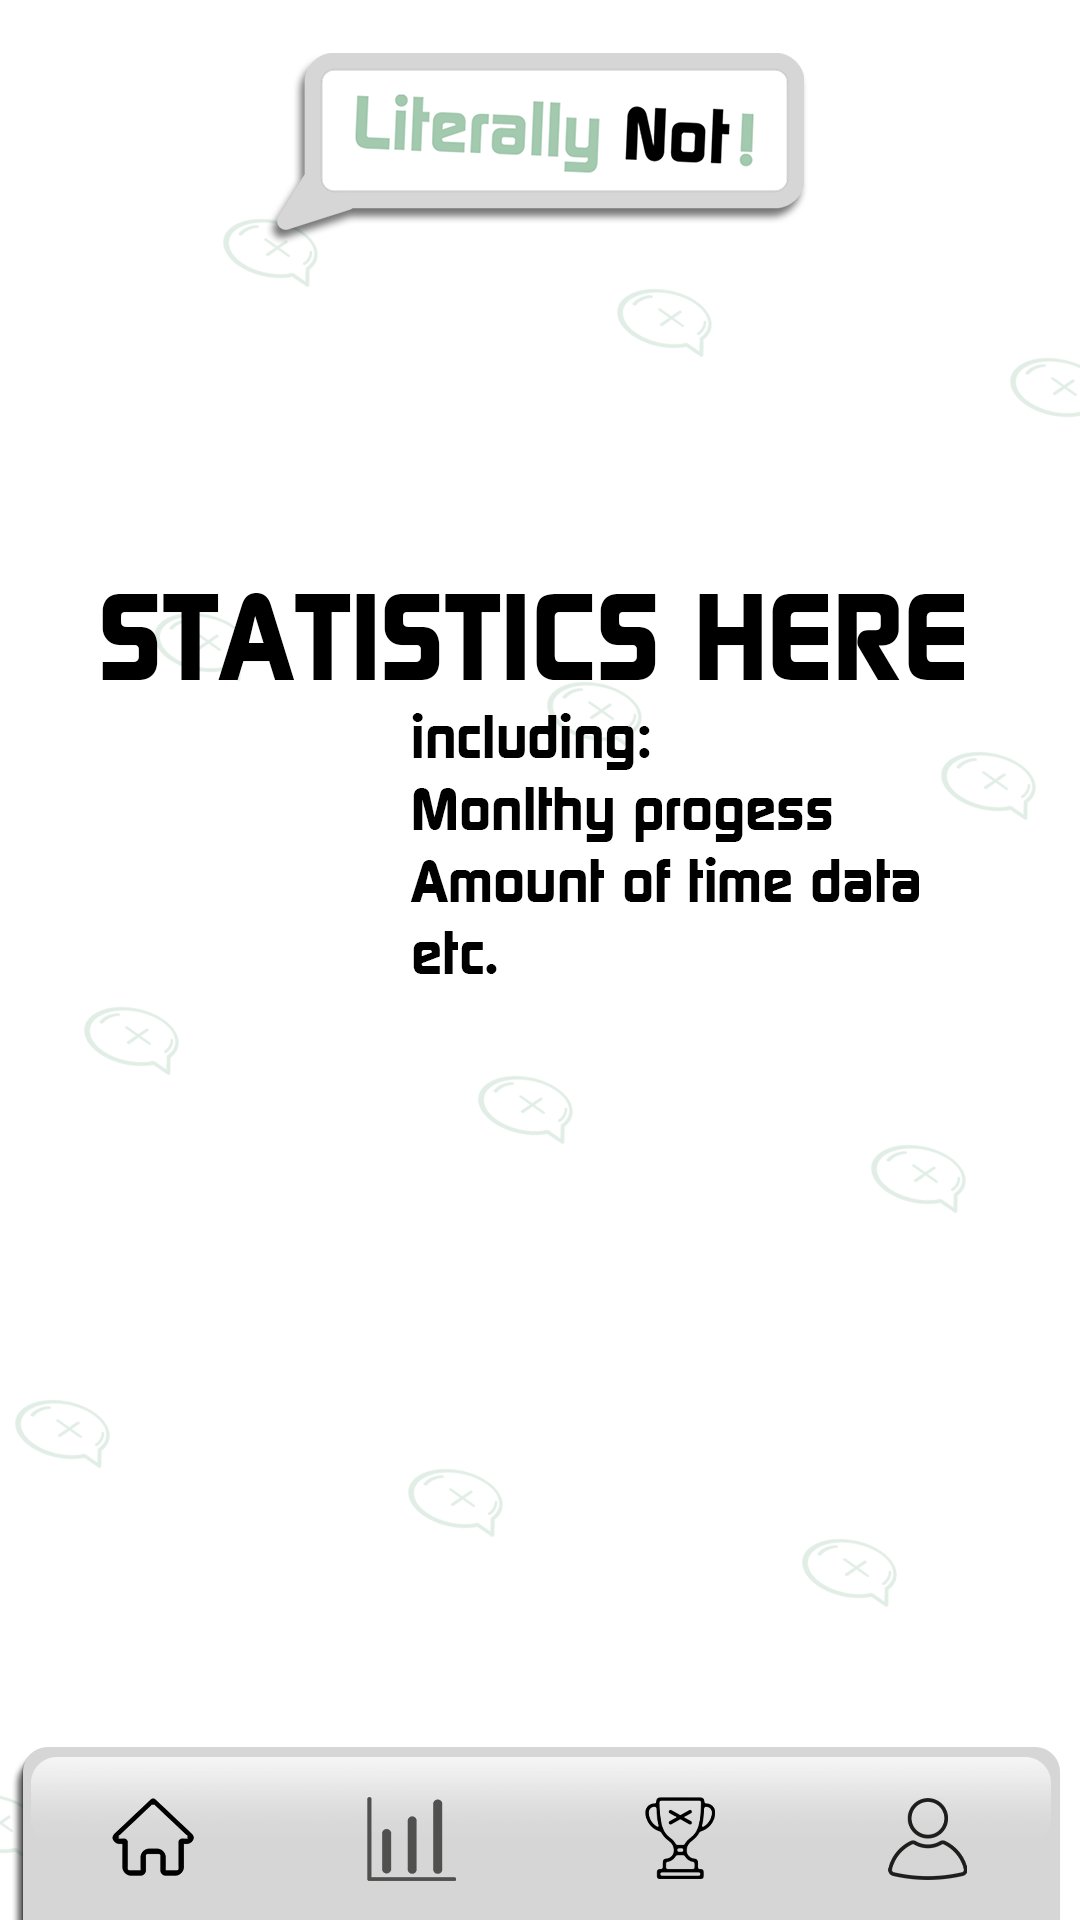 Literally Not!
STATISTICS HERE
including:
Monlthy progess
Amount of time data
etc.